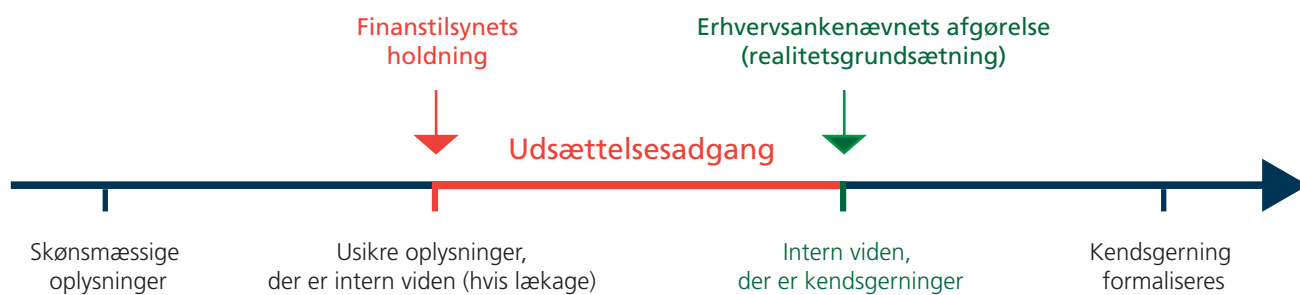 Finanstilsynets
holdning
Erhvervsankenævnets afgørelse
(realitetsgrundsætning)
Udsættelsesadgang
Skønsmæssige
oplysninger
Usikre oplysninger,
der er intern viden (hvis lækage)
Intern viden,
der er kendsgerninger
Kendsgerning
formaliseres